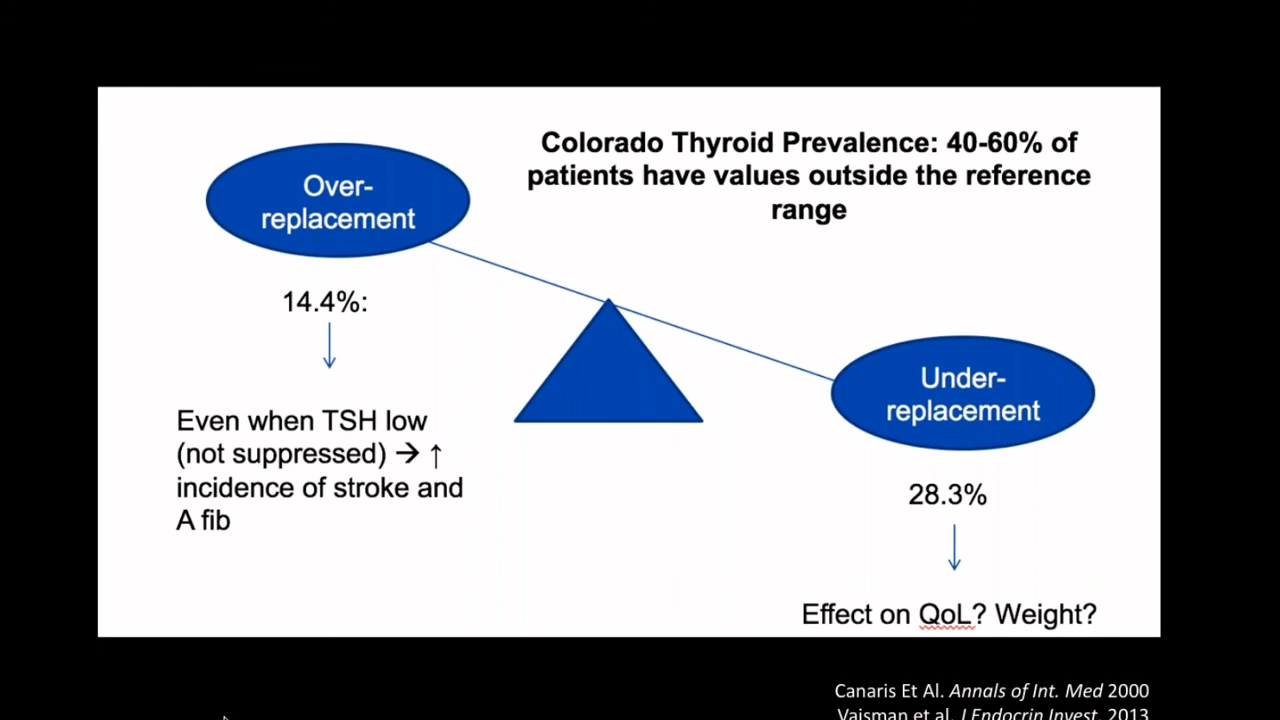 Colorado Thyroid Prevalence: 40-60% of
patients have values outside the reference
range
Over-
replacement
14.4%:
Even when TSH low
(not suppressed) → ↑
incidence of stroke and
A fib
Under-
replacement
28.3%
Effect on QoL? Weight?
Canaris Et Al. Annals of Int. Med 2000
Vaisman et al. J Endocrin Invest. 2013